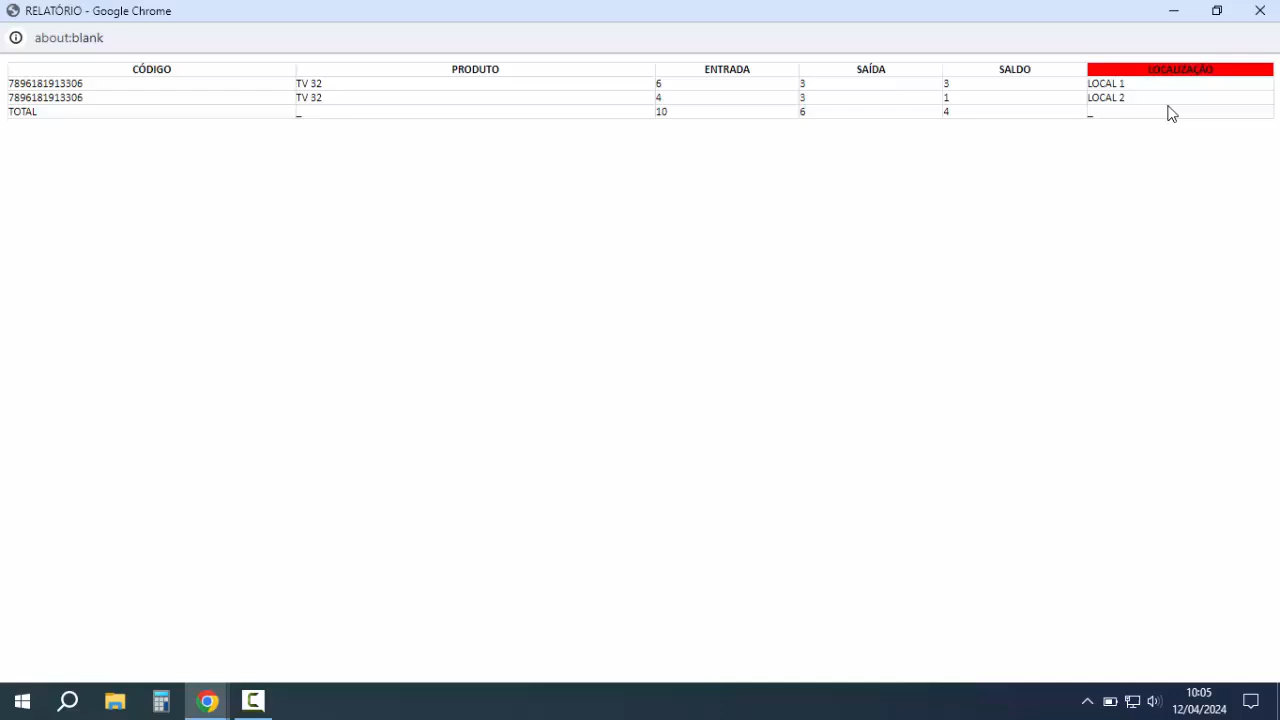 RELATÓRIO - Google Chrome
about:blank
CÓDIGO PRODUTO ENTRADA SAÍDA SALDO LOCALIZAÇÃO
7896181913306 TV 32 6 3 3 LOCAL 1
7896181913306 TV 32 4 3 1 LOCAL 2
TOTAL _ 10 6 4 _
10:05
12/04/2024